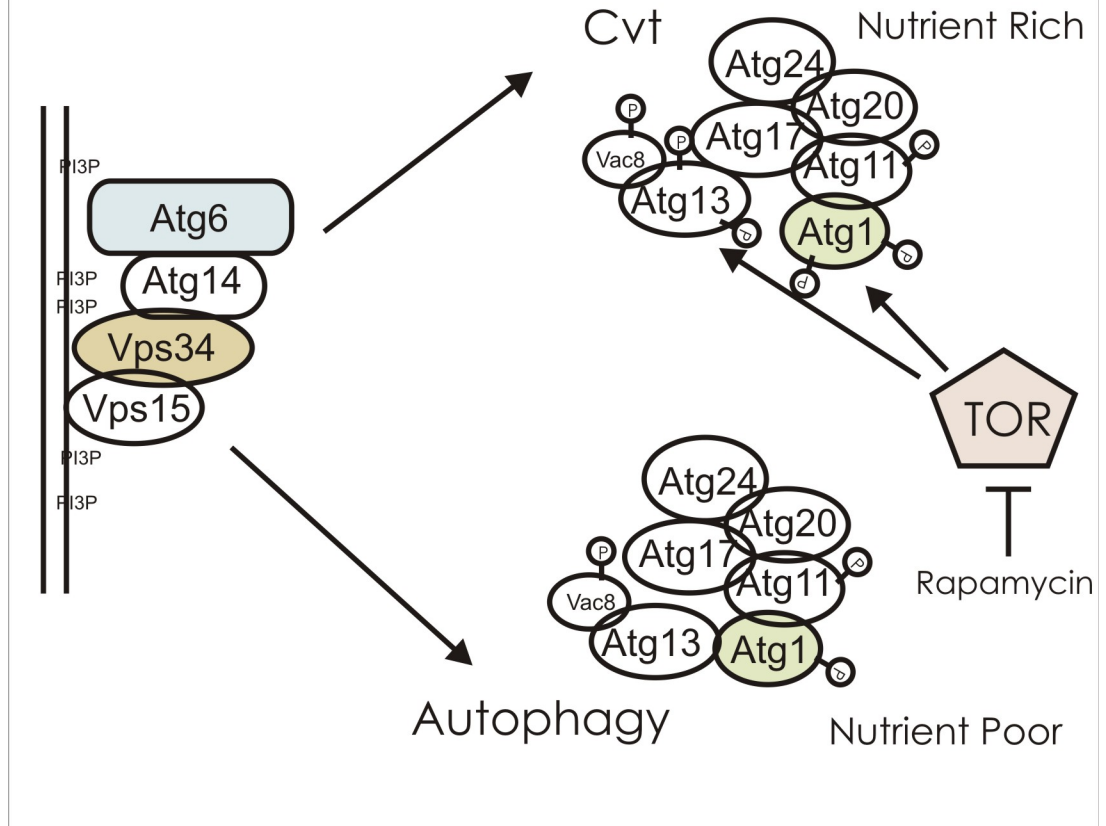 Cvt
Nutrient Rich
Atg24
Atg20
Atg17
Atg11
Vac8
Atg13
Atg1
P
P
P
P
P
P
PI3P
Atg6
PI3P
Atg14
PI3P
Vps34
Vps15
PI3P
PI3P
TOR
Rapamycin
Atg24
Atg20
Atg17
Atg11
Vac8
Atg13
Atg1
P
P
P
Autophagy
Nutrient Poor